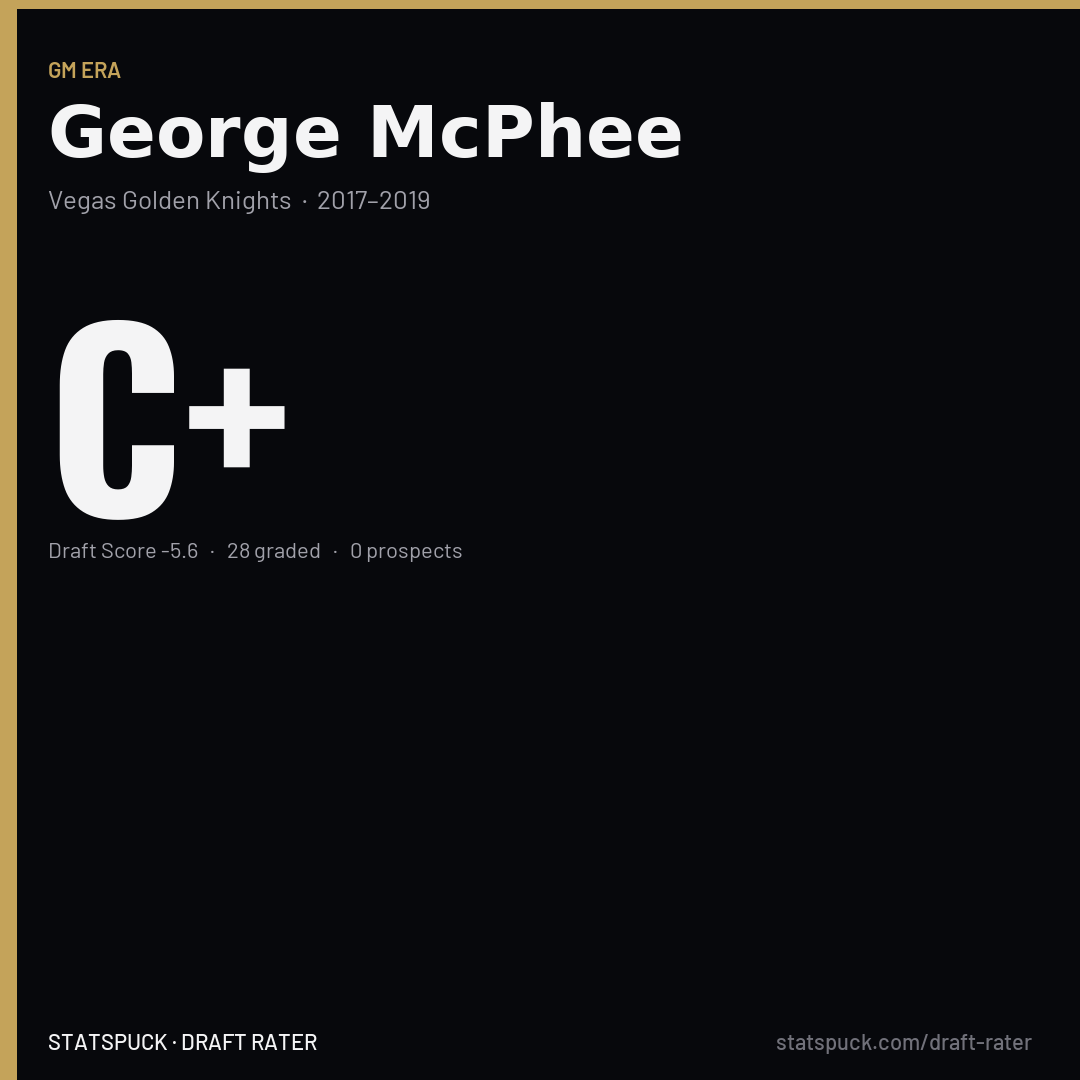 GM ERA
George McPhee
Vegas Golden Knights · 2017–2019
C+
Draft Score -5.6 · 28 graded · 0 prospects
STATSPUCK · DRAFT RATER
statspuck.com/draft-rater